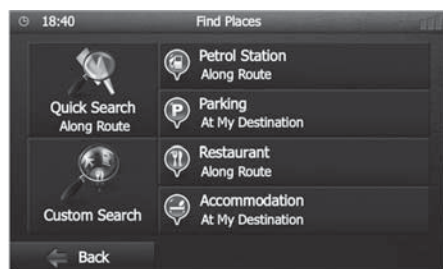 18:40 Find Places
Quick Search
Along Route
Custom Search
Petrol Station
Along Route
P
Parking
At My Destination
Restaurant
Along Route
Accommodation
At My Destination
Back